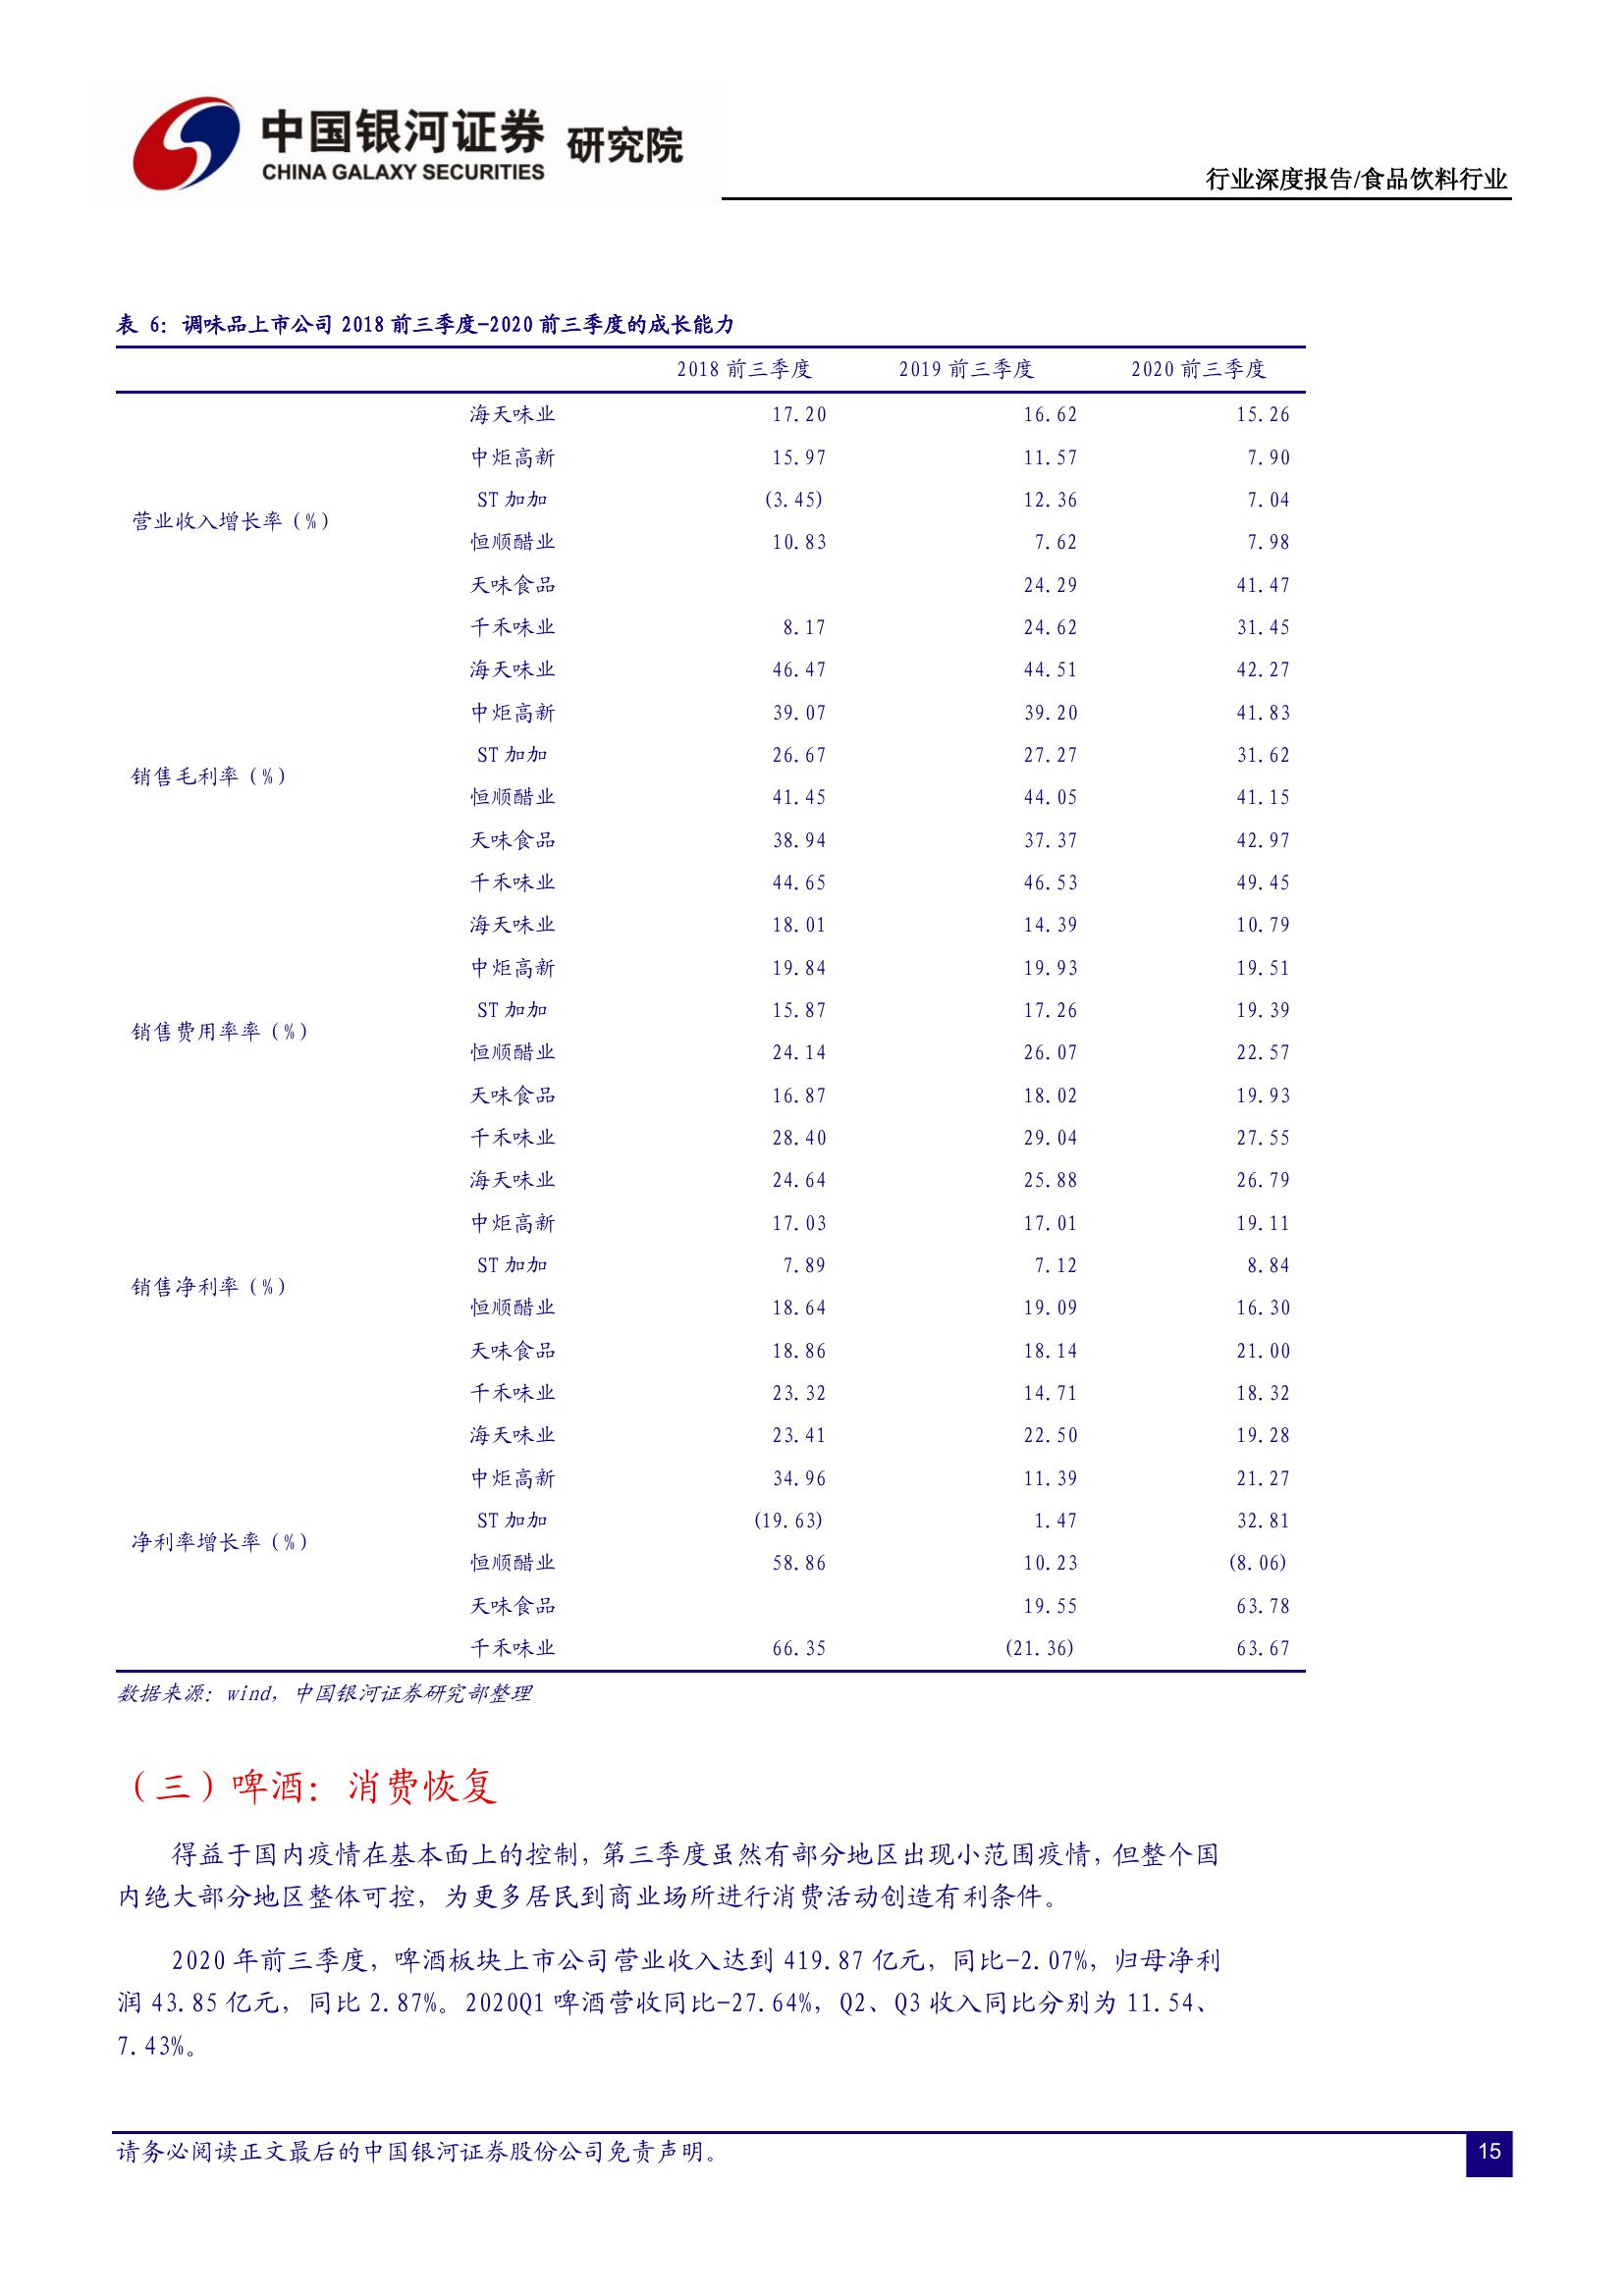 中国银河证券 研究院
CHINA GALAXY SECURITIES
行业深度报告/食品饮料行业
表 6：调味品上市公司 2018 前三季度-2020 前三季度的成长能力
2018 前三季度 2019 前三季度 2020 前三季度
海天味业 17.20 16.62 15.26
中炬高新 15.97 11.57 7.90
ST 加加 (3.45) 12.36 7.04
营业收入增长率（%）
恒顺醋业 10.83 7.62 7.98
天味食品 24.29 41.47
千禾味业 8.17 24.62 31.45
海天味业 46.47 44.51 42.27
中炬高新 39.07 39.20 41.83
ST 加加 26.67 27.27 31.62
销售毛利率（%）
恒顺醋业 41.45 44.05 41.15
天味食品 38.94 37.37 42.97
千禾味业 44.65 46.53 49.45
海天味业 18.01 14.39 10.79
中炬高新 19.84 19.93 19.51
ST 加加 15.87 17.26 19.39
销售费用率率（%）
恒顺醋业 24.14 26.07 22.57
天味食品 16.87 18.02 19.93
千禾味业 28.40 29.04 27.55
海天味业 24.64 25.88 26.79
中炬高新 17.03 17.01 19.11
ST 加加 7.89 7.12 8.84
销售净利率（%）
恒顺醋业 18.64 19.09 16.30
天味食品 18.86 18.14 21.00
千禾味业 23.32 14.71 18.32
海天味业 23.41 22.50 19.28
中炬高新 34.96 11.39 21.27
ST 加加 (19.63) 1.47 32.81
净利率增长率（%）
恒顺醋业 58.86 10.23 (8.06)
天味食品 19.55 63.78
千禾味业 66.35 (21.36) 63.67
数据来源：wind，中国银河证券研究部整理
（三）啤酒：消费恢复
得益于国内疫情在基本面上的控制，第三季度虽然有部分地区出现小范围疫情，但整个国
内绝大部分地区整体可控，为更多居民到商业场所进行消费活动创造有利条件。
2020 年前三季度，啤酒板块上市公司营业收入达到 419.87 亿元，同比-2.07%，归母净利
润 43.85 亿元，同比 2.87%。2020Q1 啤酒营收同比-27.64%，Q2、Q3 收入同比分别为 11.54、
7.43%。
请务必阅读正文最后的中国银河证券股份公司免责声明。
15